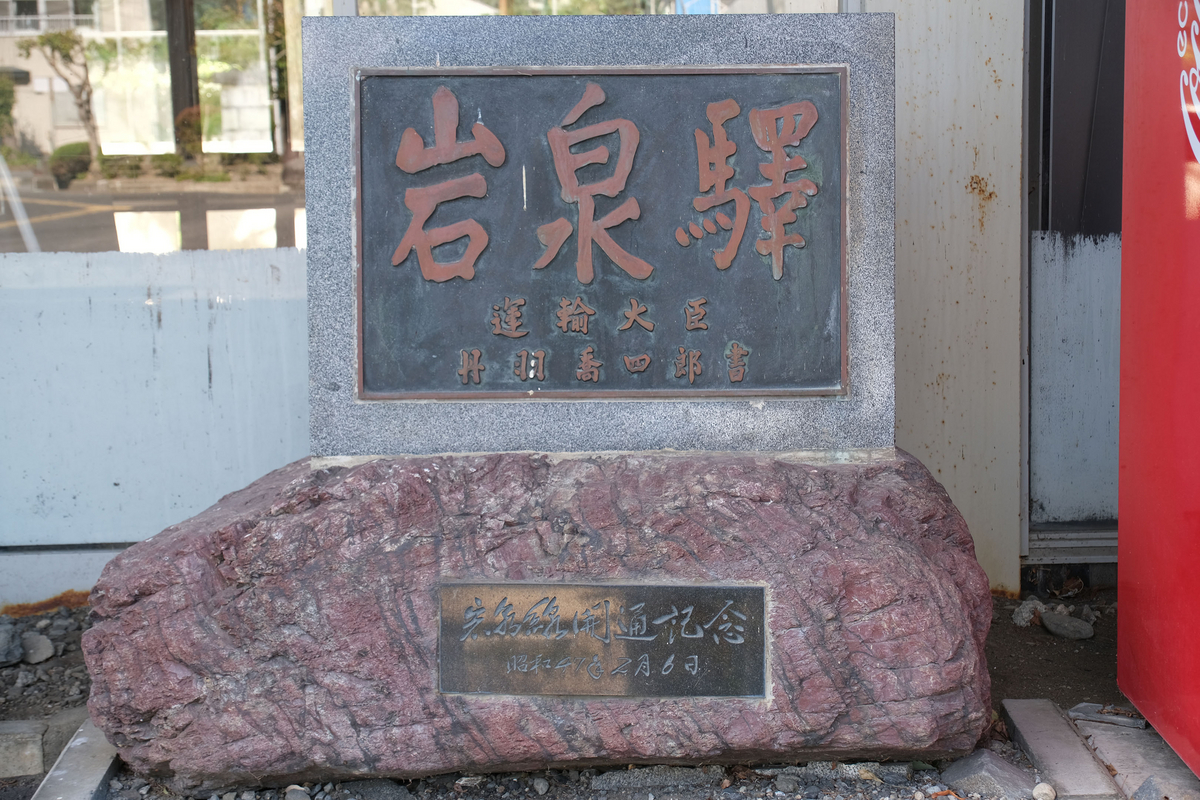 岩泉驛
運輸大臣
丹羽喬四郎書
岩泉線開通記念
昭和47年2月6日